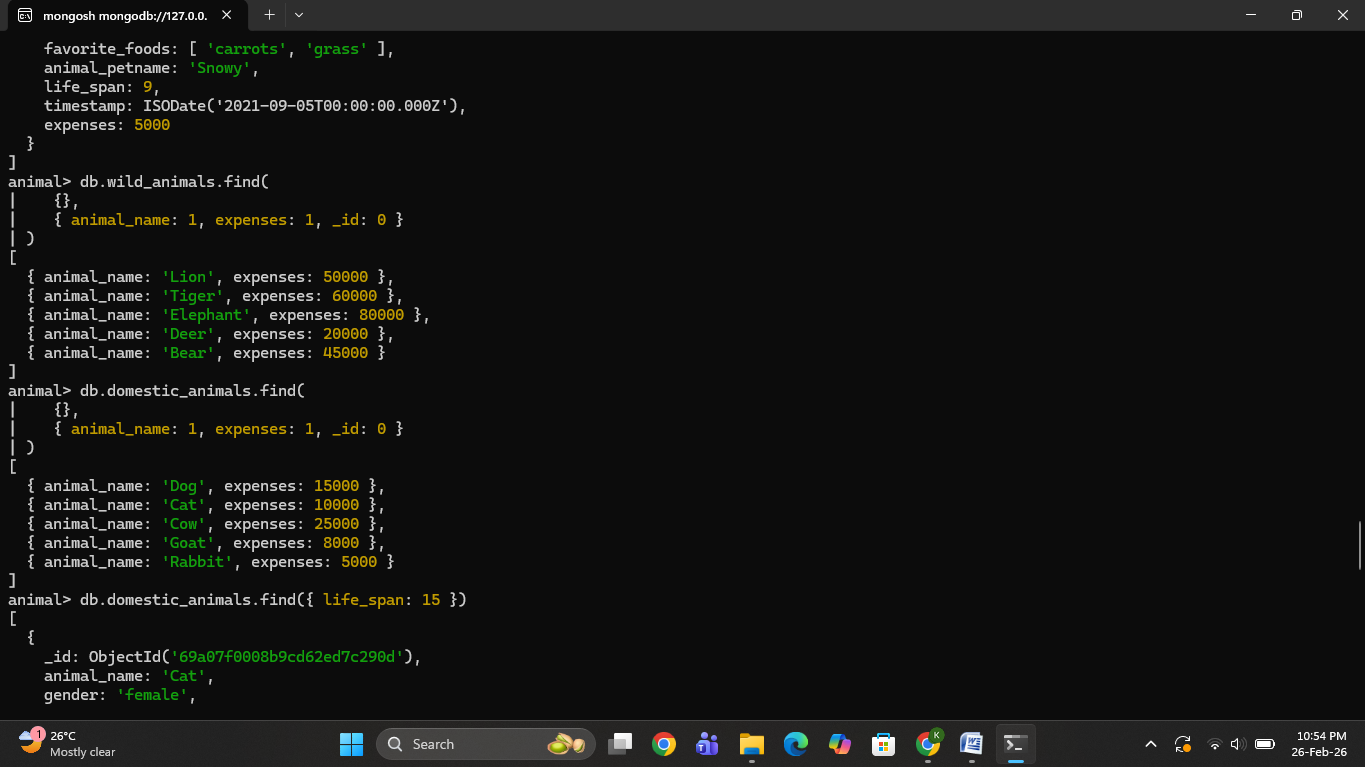 mongosh mongodb://127.0.0.
    favorite_foods: [ 'carrots', 'grass' ],
    animal_petname: 'Snowy',
    life_span: 9,
    timestamp: ISODate('2021-09-05T00:00:00.000Z'),
    expenses: 5000
  }
]
animal> db.wild_animals.find(
|    {},
|    { animal_name: 1, expenses: 1, _id: 0 }
| )
[
  { animal_name: 'Lion', expenses: 50000 },
  { animal_name: 'Tiger', expenses: 60000 },
  { animal_name: 'Elephant', expenses: 80000 },
  { animal_name: 'Deer', expenses: 20000 },
  { animal_name: 'Bear', expenses: 45000 }
]
animal> db.domestic_animals.find(
|    {},
|    { animal_name: 1, expenses: 1, _id: 0 }
| )
[
  { animal_name: 'Dog', expenses: 15000 },
  { animal_name: 'Cat', expenses: 10000 },
  { animal_name: 'Cow', expenses: 25000 },
  { animal_name: 'Goat', expenses: 8000 },
  { animal_name: 'Rabbit', expenses: 5000 }
]
animal> db.domestic_animals.find({ life_span: 15 })
[
  {
    _id: ObjectId('69a07f0008b9cd62ed7c290d'),
    animal_name: 'Cat',
    gender: 'female',
1
26°C
Mostly clear
Search
K
10:54 PM
26-Feb-26